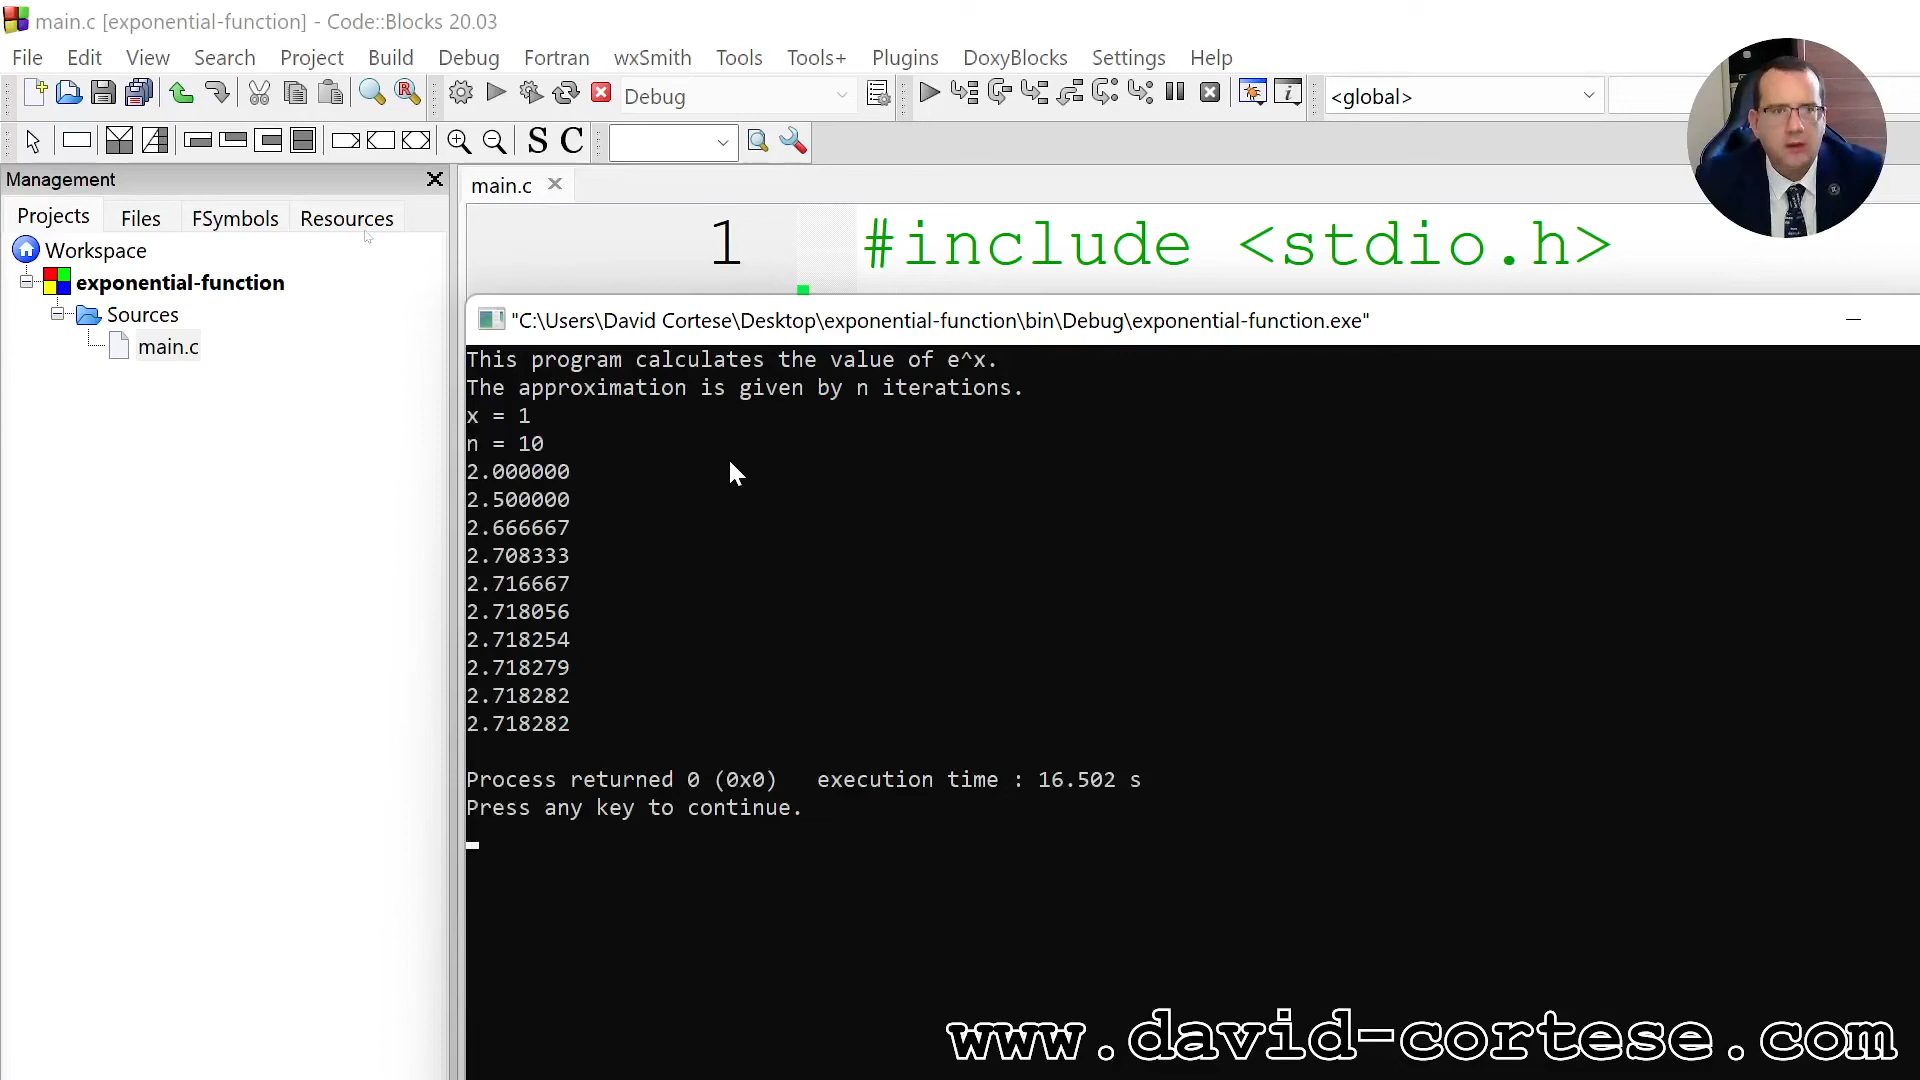 main.c [exponential-function] - Code::Blocks 20.03
File Edit View Search Project Build Debug Fortran wxSmith Tools Tools+ Plugins DoxyBlocks Settings Help
Debug
<global>
S C
Management
main.c
Projects Files FSymbols Resources
Workspace
exponential-function
Sources
main.c
1 #include <stdio.h>
"C:\Users\David Cortese\Desktop\exponential-function\bin\Debug\exponential-function.exe"
This program calculates the value of e^x.
The approximation is given by n iterations.
x = 1
n = 10
2.000000
2.500000
2.666667
2.708333
2.716667
2.718056
2.718254
2.718279
2.718282
2.718282
Process returned 0 (0x0)   execution time : 16.502 s
Press any key to continue.
www.david-cortese.com